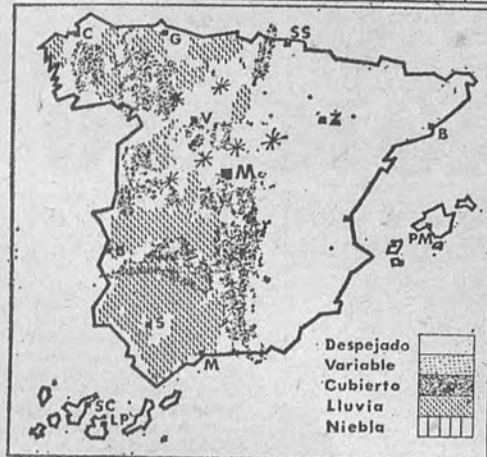 C
G
SS
V
Z
B
M
PM
B
S
M
SC
LP
Despejado
Variable
Cubierto
Lluvia
Niebla